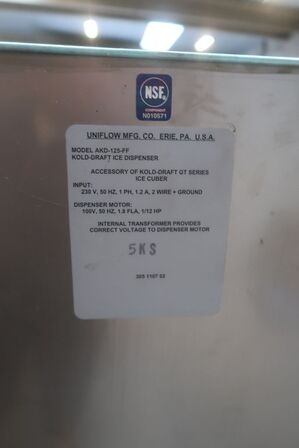 NSF
COMPONENT
N010571
UNIFLOW MFG. CO. ERIE, PA, U.S.A.
MODEL AKD-125-FF
KOLD-DRAFT ICE DISPENSER
ACCESSORY OF KOLD-DRAFT GT SERIES
ICE CUBER
INPUT:
230 V, 50 HZ, 1 PH, 1.2 A, 2 WIRE + GROUND
DISPENSER MOTOR:
100V, 50 HZ, 1.8 FLA, 1/12 HP
INTERNAL TRANSFORMER PROVIDES
CORRECT VOLTAGE TO DISPENSER MOTOR
5KS
305 1107 02